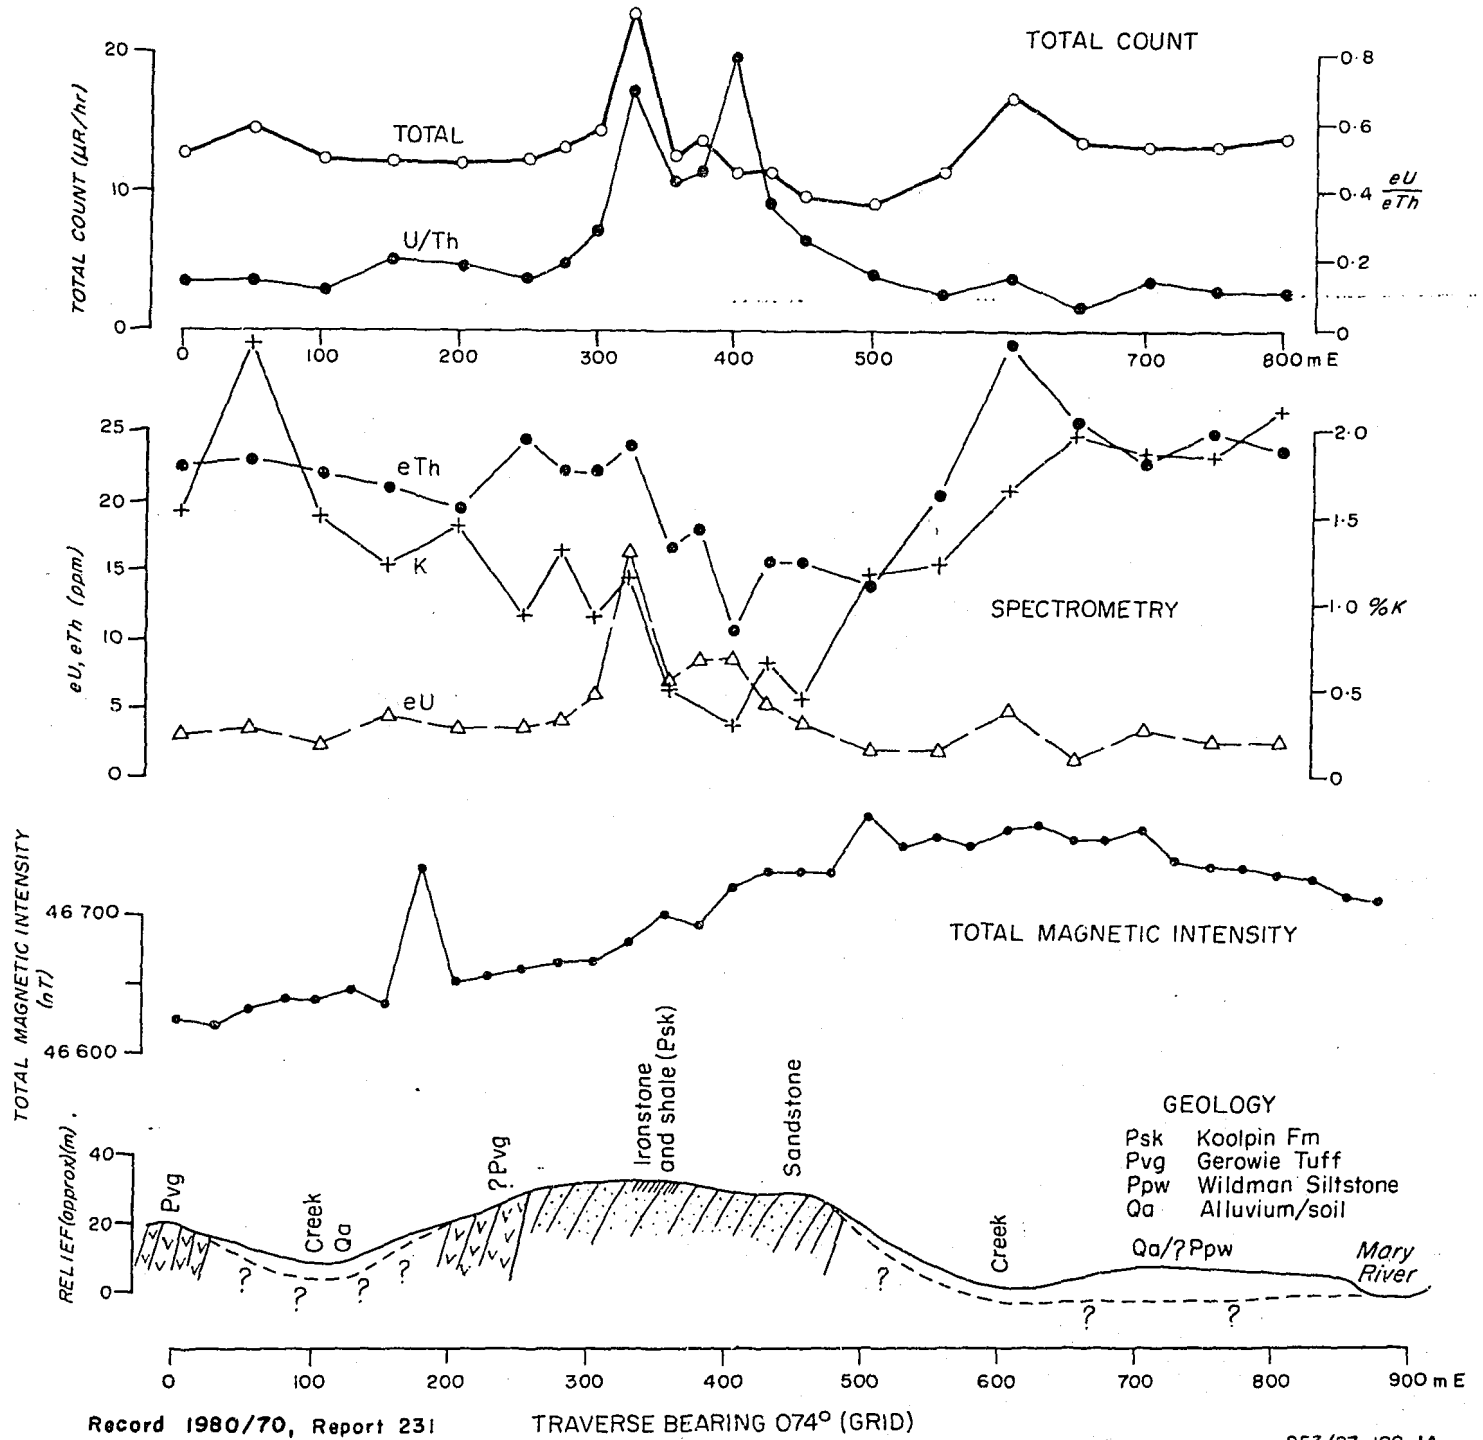 TOTAL COUNT
20
10
0
TOTAL COUNT (μR/hr)
TOTAL
U/Th
0·8
0·6
0·4
0·2
0
eU
eTh
0 100 200 300 400 500 700 800 m E
25
20
15
10
5
0
eU, eTh (ppm)
eTh
K
eU
SPECTROMETRY
2·0
1·5
1·0 %K
0·5
0
TOTAL MAGNETIC INTENSITY
(nT)
46 700
46 600
TOTAL MAGNETIC INTENSITY
RELIEF (approx)(m)
40
20
0
Pvg
Creek
Qa
?Pvg
Ironstone
and shale (Psk)
Sandstone
Creek
Qa/?Ppw
Mary
River
? ? ? ? ? ? ?
GEOLOGY
Psk Koolpin Fm
Pvg Gerowie Tuff
Ppw Wildman Siltstone
Qa Alluvium/soil
0 100 200 300 400 500 600 700 800 900 m E
Record 1980/70, Report 231
TRAVERSE BEARING 074° (GRID)